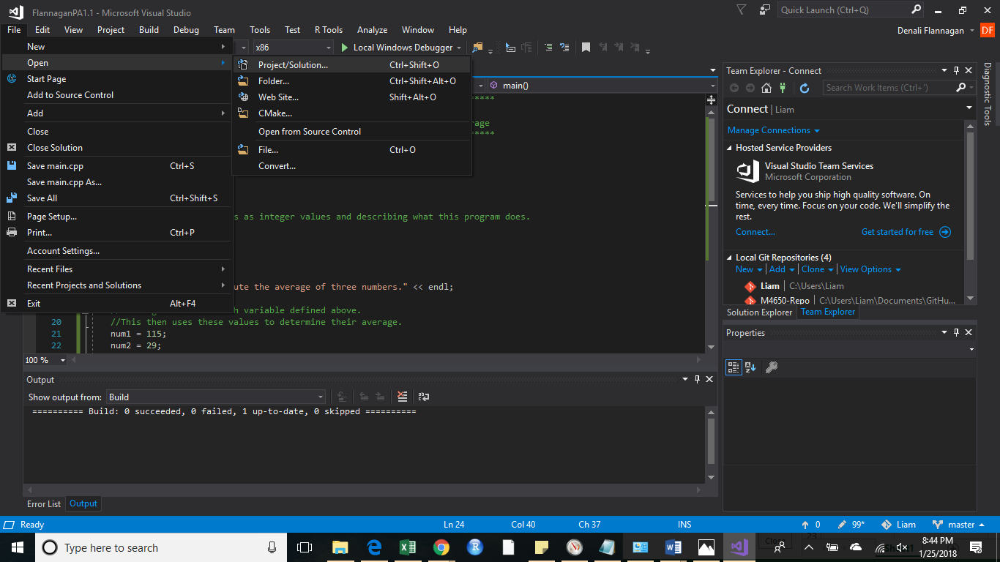 FlannaganPA1.1 - Microsoft Visual Studio
Quick Launch (Ctrl+Q)
File Edit View Project Build Debug Team Tools Test R Tools Analyze Window Help
Denali Flannagan DF
x86 Local Windows Debugger
New
Open
Start Page
Add to Source Control
Add
Close
Close Solution
Save main.cpp Ctrl+S
Save main.cpp As...
Save All Ctrl+Shift+S
Page Setup...
Print... Ctrl+P
Account Settings...
Recent Files
Recent Projects and Solutions
Exit Alt+F4
Project/Solution... Ctrl+Shift+O
Folder... Ctrl+Shift+Alt+O
Web Site... Shift+Alt+O
CMake...
Open from Source Control
File... Ctrl+O
Convert...
main()
****
rage
****
s as integer values and describing what this program does.
ute the average of three numbers." << endl;
h variable defined above.
20 //This then uses these values to determine their average.
21 num1 = 115;
22 num2 = 29;
100 %
Output
Show output from: Build
========== Build: 0 succeeded, 0 failed, 1 up-to-date, 0 skipped ==========
Error List Output
Team Explorer - Connect
Search Work Items (Ctrl+')
Connect | Liam
Manage Connections
Hosted Service Providers
Visual Studio Team Services
Microsoft Corporation
Services to help you ship high quality software. On
time, every time. Focus on your code. We'll simplify the
rest.
Connect... Get started for free
Local Git Repositories (4)
New Add Clone View Options
Liam C:\Users\Liam
M4650-Repo C:\Users\Liam\Documents\GitHu...
Solution Explorer Team Explorer
Properties
Diagnostic Tools
Ready Ln 24 Col 40 Ch 37 INS 0 99* Liam master
Type here to search
8:44 PM
1/25/2018